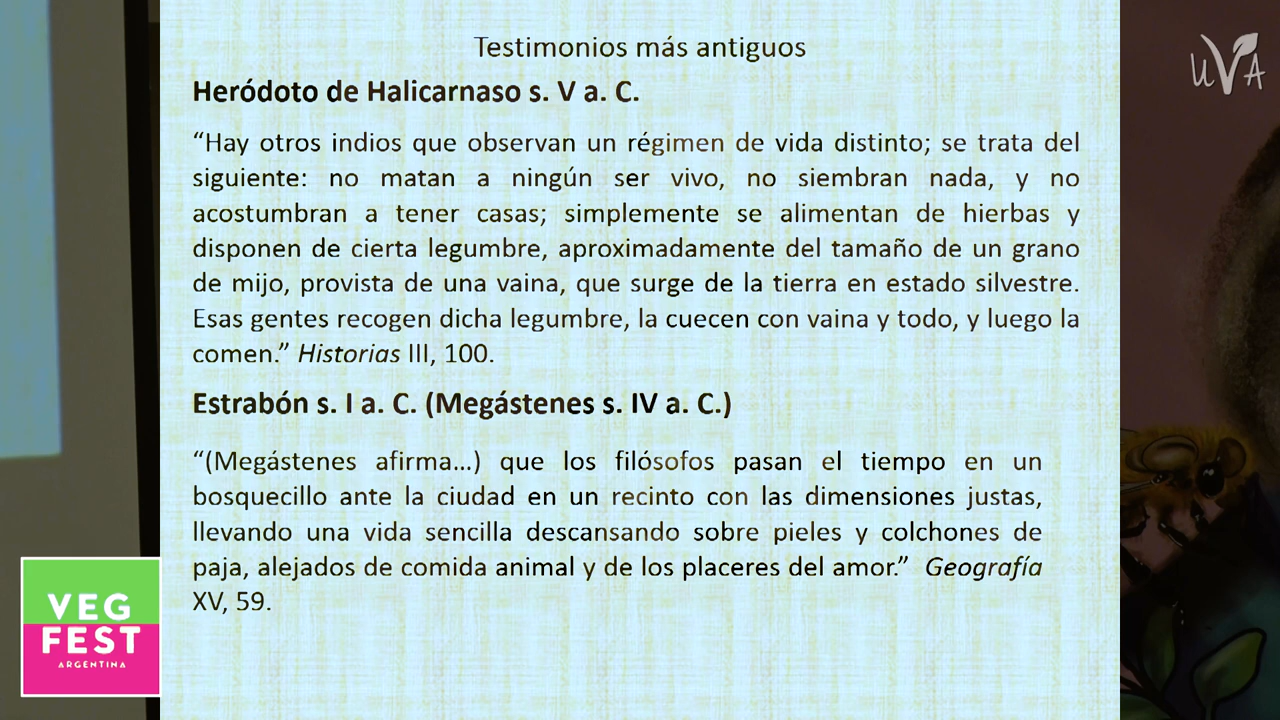 Testimonios más antiguos
Heródoto de Halicarnaso s. V a. C.
“Hay otros indios que observan un régimen de vida distinto; se trata del
siguiente: no matan a ningún ser vivo, no siembran nada, y no
acostumbran a tener casas; simplemente se alimentan de hierbas y
disponen de cierta legumbre, aproximadamente del tamaño de un grano
de mijo, provista de una vaina, que surge de la tierra en estado silvestre.
Esas gentes recogen dicha legumbre, la cuecen con vaina y todo, y luego la
comen.” Historias III, 100.
Estrabón s. I a. C. (Megástenes s. IV a. C.)
“(Megástenes afirma…) que los filósofos pasan el tiempo en un
bosquecillo ante la ciudad en un recinto con las dimensiones justas,
llevando una vida sencilla descansando sobre pieles y colchones de
paja, alejados de comida animal y de los placeres del amor.” Geografía
XV, 59.
VEG
FEST
ARGENTINA
UVA